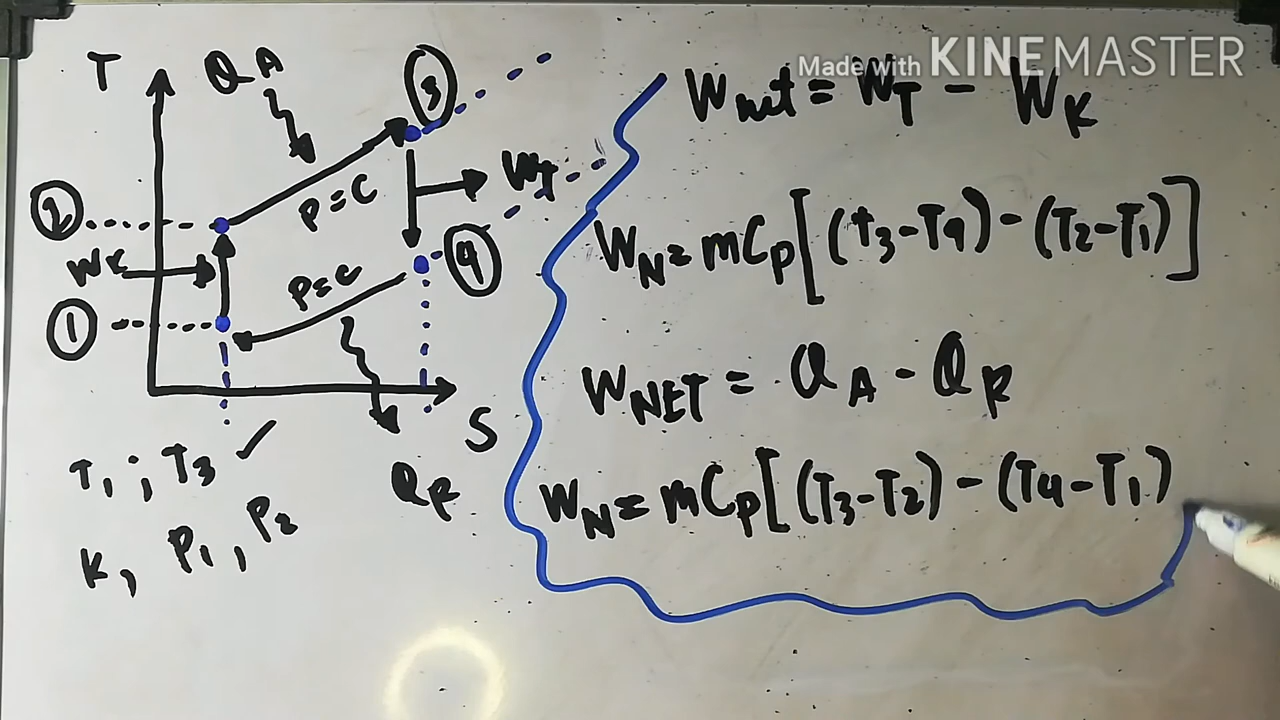 Made with KINEMASTER
T
QA
3
P=C
WT
2
WK
P=C
4
1
S
QR
T1 ; T3 ✓
K, P1, P2
Wnet = WT - WK
WN = mCp[(T3-T4) - (T2-T1)]
WNET = QA - QR
WN = mCp[(T3-T2) - (T4-T1)